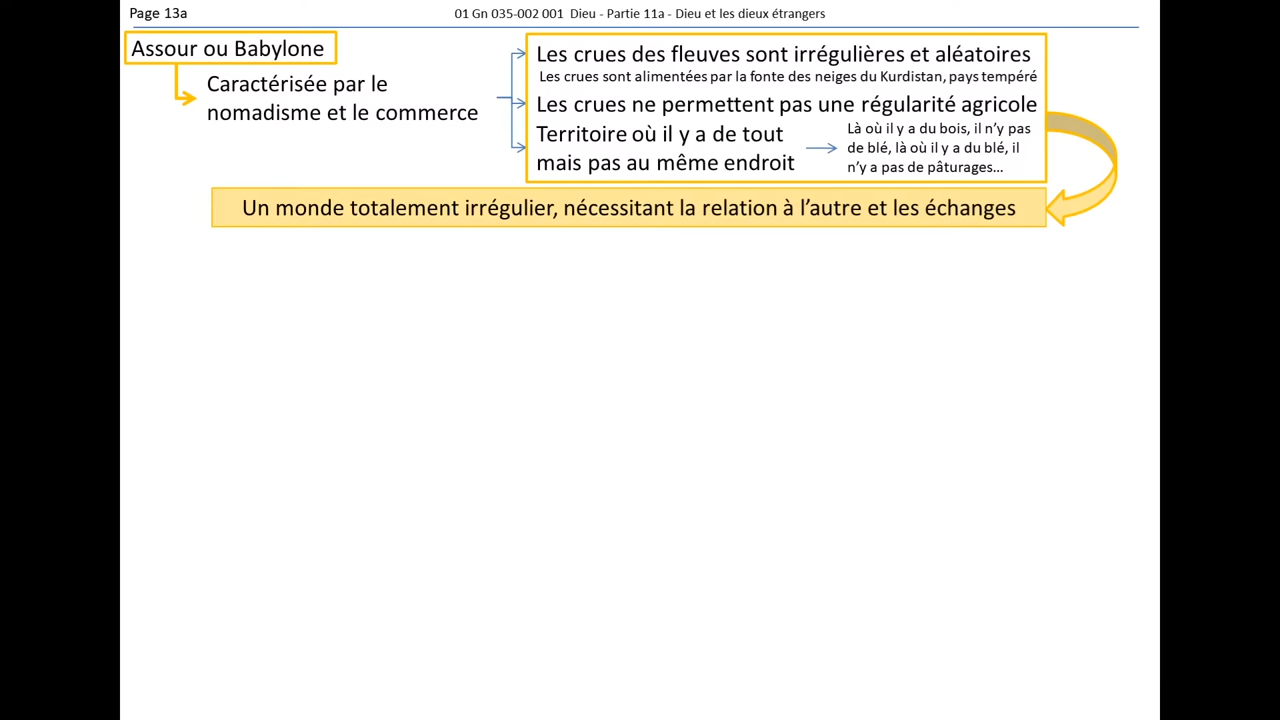 Page 13a
01 Gn 035-002 001 Dieu - Partie 11a - Dieu et les dieux étrangers
Assour ou Babylone
Caractérisée par le
nomadisme et le commerce
Les crues des fleuves sont irrégulières et aléatoires
Les crues sont alimentées par la fonte des neiges du Kurdistan, pays tempéré
Les crues ne permettent pas une régularité agricole
Territoire où il y a de tout
mais pas au même endroit
Là où il y a du bois, il n’y pas
de blé, là où il y a du blé, il
n’y a pas de pâturages…
Un monde totalement irrégulier, nécessitant la relation à l’autre et les échanges